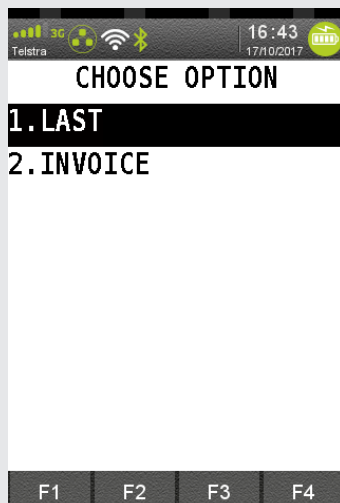 3G 16:43
Telstra 17/10/2017
CHOOSE OPTION
1.LAST
2.INVOICE
F1 F2 F3 F4